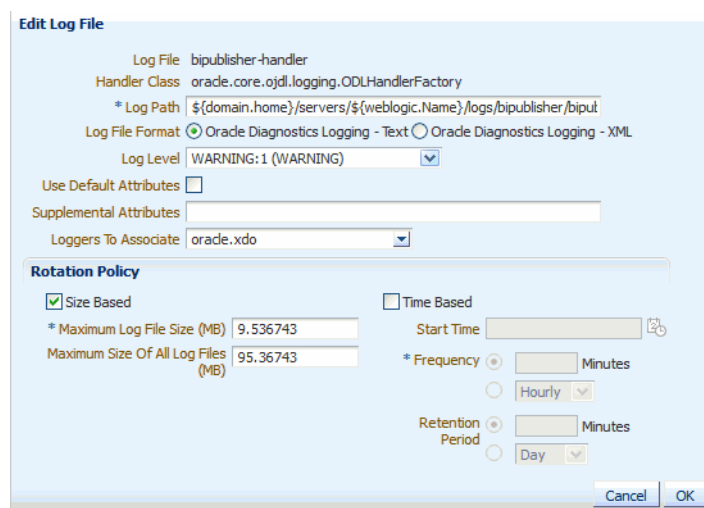 Edit Log File
Log File bipublisher-handler
Handler Class oracle.core.ojdl.logging.ODLHandlerFactory
* Log Path ${domain.home}/servers/${weblogic.Name}/logs/bipublisher/biput
Log File Format Oracle Diagnostics Logging - Text Oracle Diagnostics Logging - XML
Log Level WARNING:1 (WARNING)
Use Default Attributes
Supplemental Attributes
Loggers To Associate oracle.xdo
Rotation Policy
Size Based Time Based
* Maximum Log File Size (MB) 9.536743 Start Time
Maximum Size Of All Log Files 95.36743 * Frequency Minutes
(MB)
Hourly
Retention Minutes
Period
Day
Cancel OK